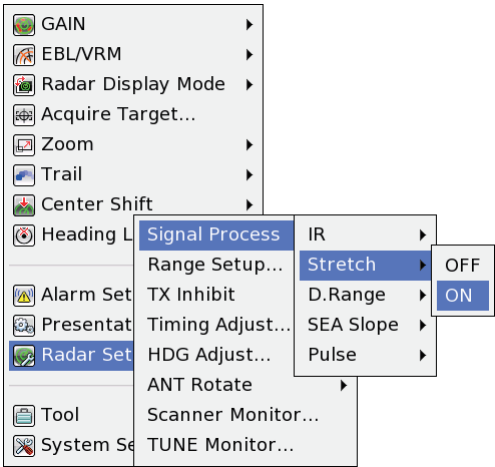 GAIN
EBL/VRM
Radar Display Mode
Acquire Target...
Zoom
Trail
Center Shift
Heading L
Alarm Set
Presentat
Radar Set
Tool
System Se
Signal Process
Range Setup...
TX Inhibit
Timing Adjust...
HDG Adjust...
ANT Rotate
Scanner Monitor...
TUNE Monitor...
IR
Stretch
D.Range
SEA Slope
Pulse
OFF
ON